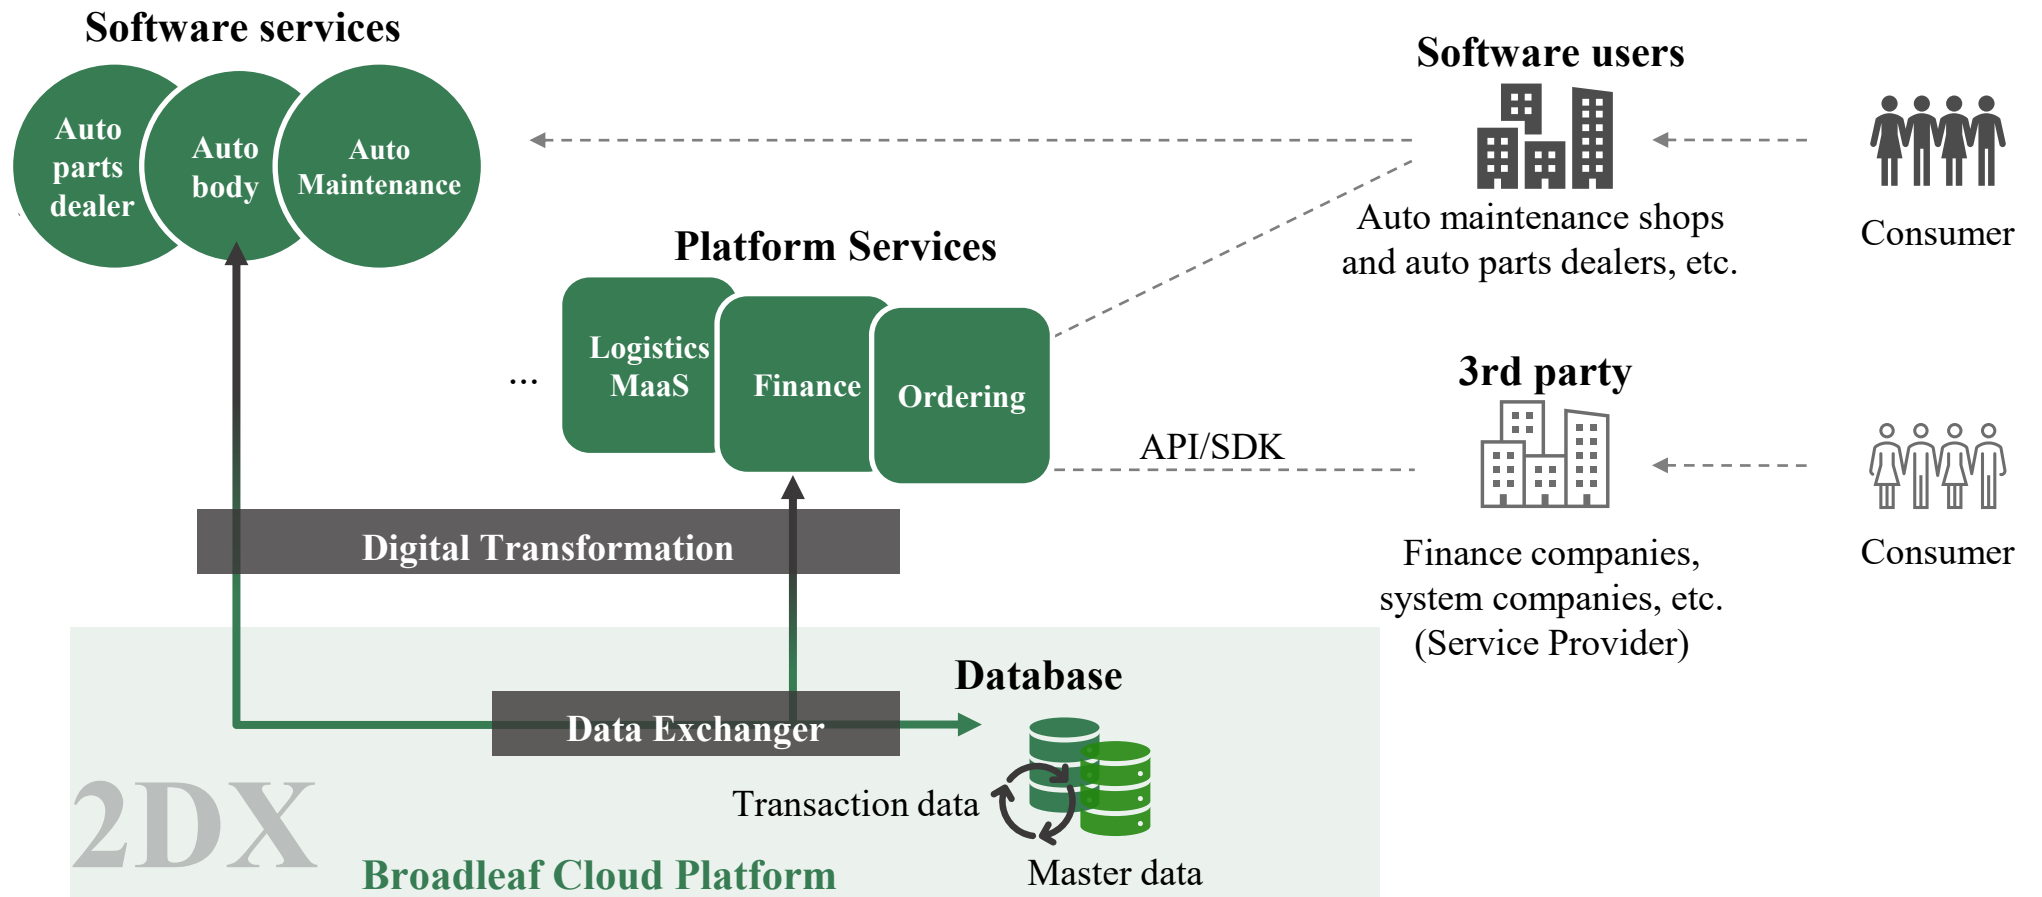 Software services
Auto
parts
dealer
Auto
body
Auto
Maintenance
Software users
Auto maintenance shops
and auto parts dealers, etc.
Consumer
Platform Services
...
Logistics
MaaS
Finance
Ordering
API/SDK
3rd party
Finance companies,
system companies, etc.
(Service Provider)
Consumer
Digital Transformation
Data Exchanger
Database
Transaction data
Master data
2DX
Broadleaf Cloud Platform